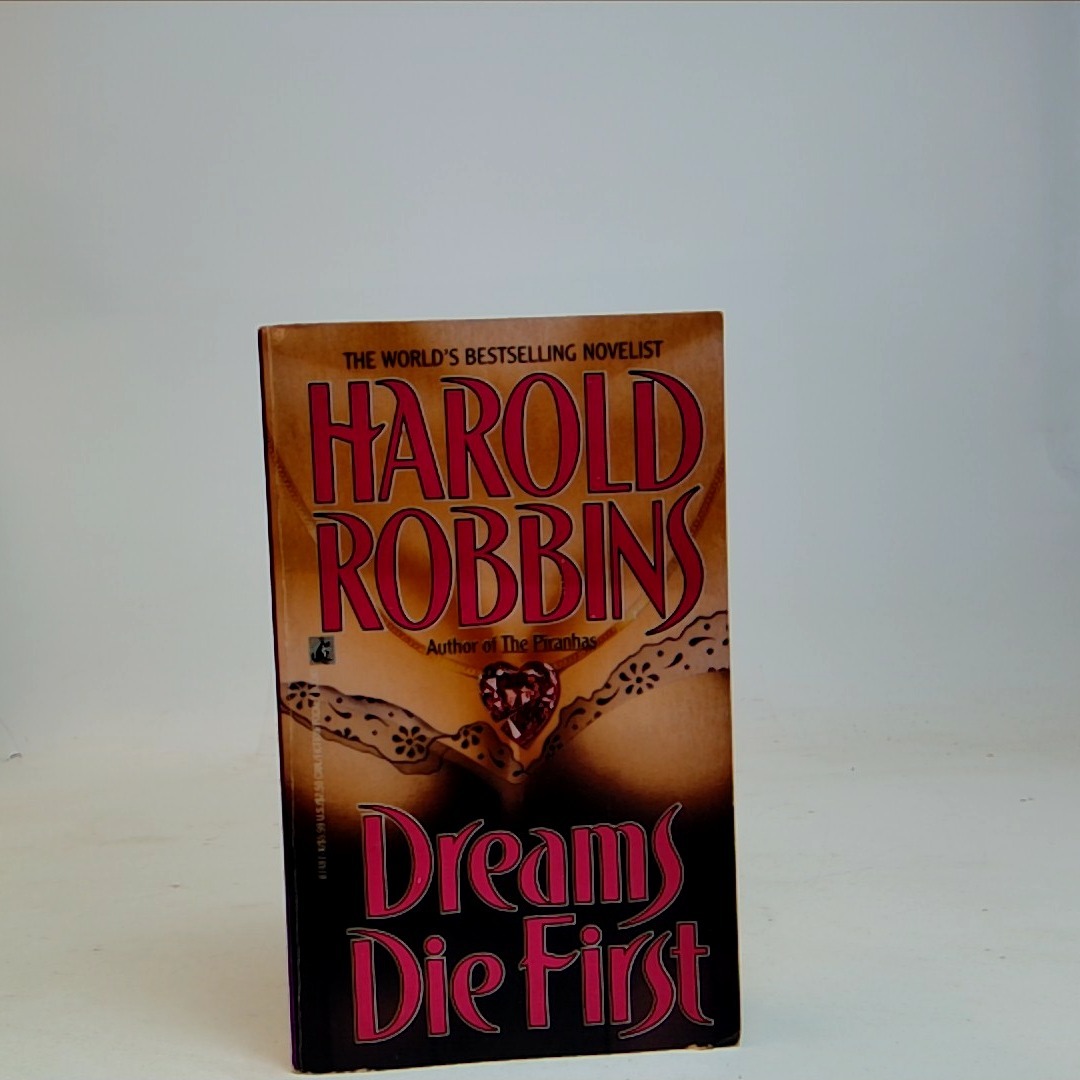 THE WORLD'S BESTSELLING NOVELIST
HAROLD
ROBBINS
Author of The Piranhas
Dreams
Die First